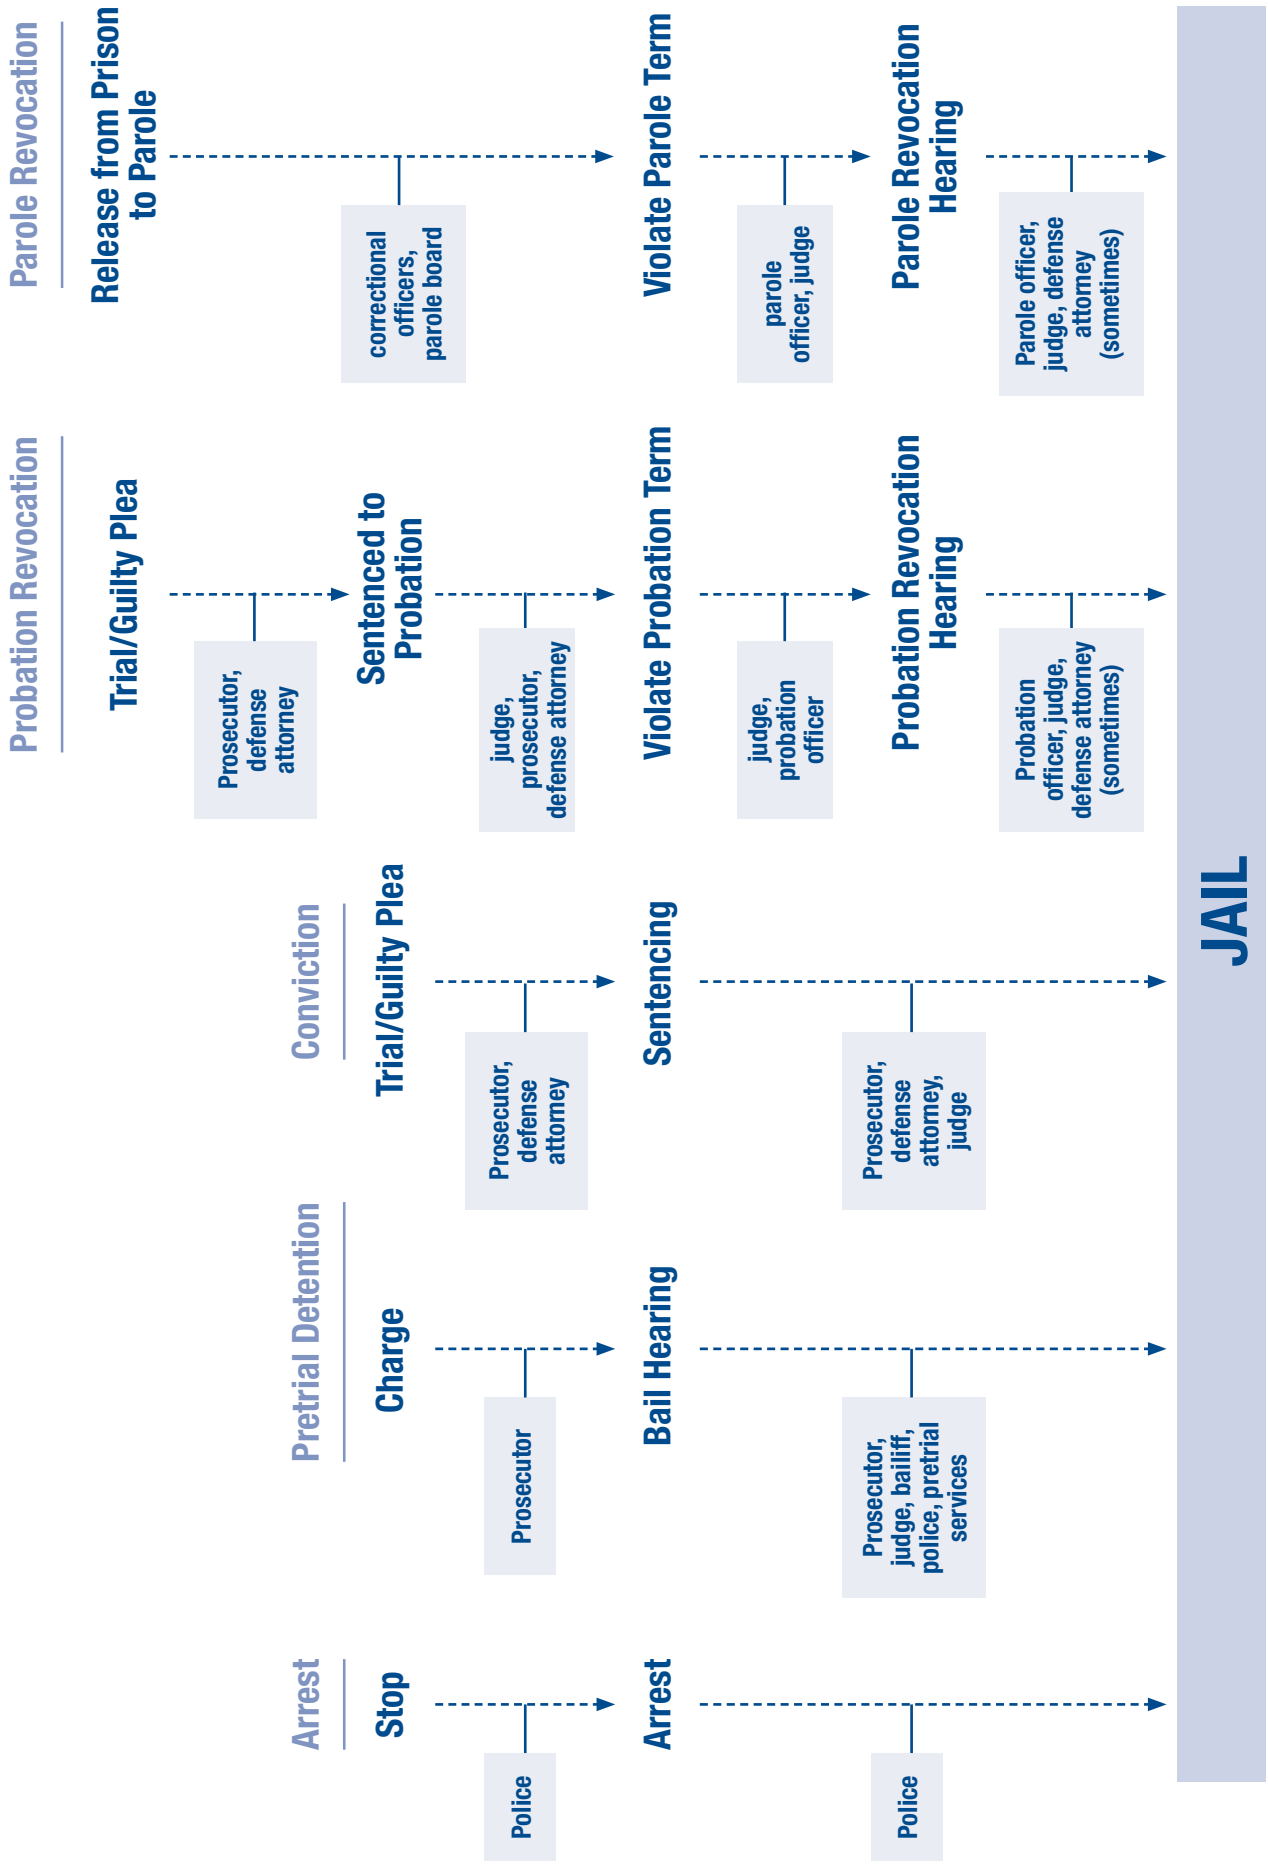 Arrest
Stop
Police
Arrest
Police
Pretrial Detention
Charge
Prosecutor
Bail Hearing
Prosecutor,
judge, bailiff,
police, pretrial
services
Conviction
Trial/Guilty Plea
Prosecutor,
defense
attorney
Sentencing
Prosecutor,
defense
attorney,
judge
Probation Revocation
Trial/Guilty Plea
Prosecutor,
defense
attorney
Sentenced to
Probation
judge,
prosecutor,
defense attorney
Violate Probation Term
judge,
probation
officer
Probation Revocation
Hearing
Probation
officer, judge,
defense attorney
(sometimes)
Parole Revocation
Release from Prison
to Parole
correctional
officers,
parole board
Violate Parole Term
parole
officer, judge
Parole Revocation
Hearing
Parole officer,
judge, defense
attorney
(sometimes)
JAIL